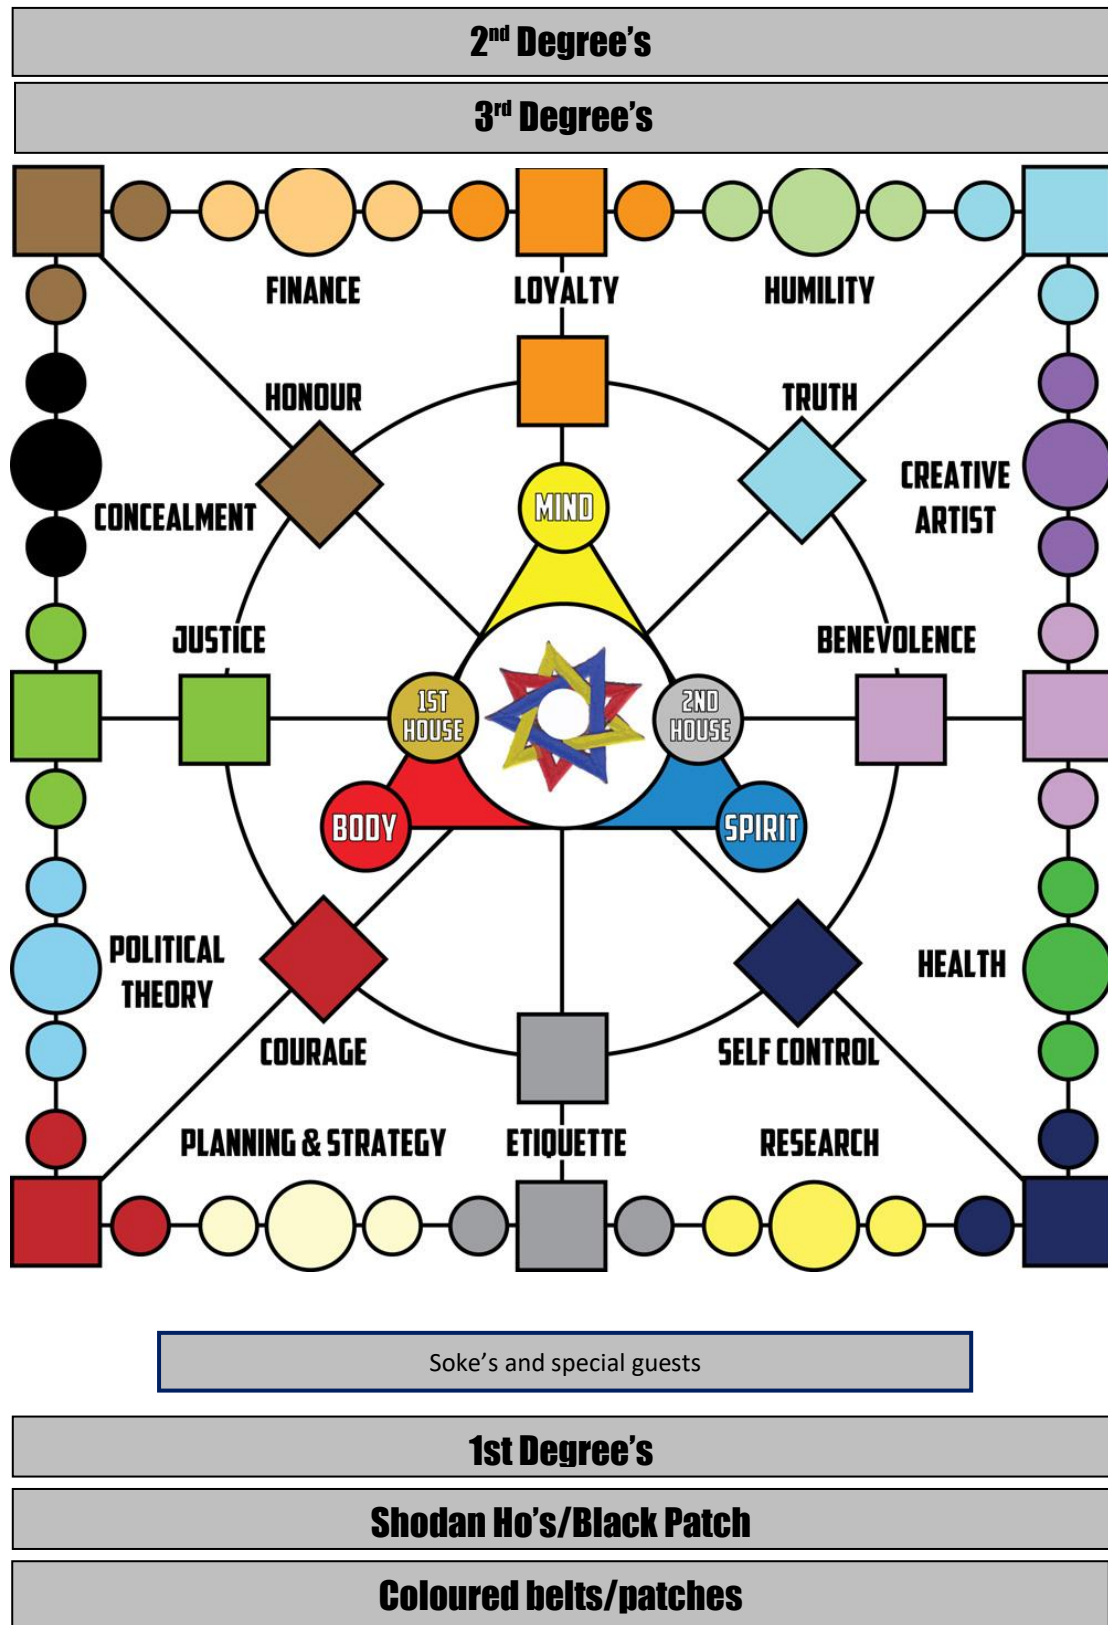 2nd Degree's
3rd Degree's
FINANCE
LOYALTY
HUMILITY
HONOUR
TRUTH
CREATIVE
ARTIST
MIND
CONCEALMENT
JUSTICE
BENEVOLENCE
1ST
HOUSE
2ND
HOUSE
BODY
SPIRIT
POLITICAL
THEORY
HEALTH
COURAGE
SELF CONTROL
PLANNING & STRATEGY
ETIQUETTE
RESEARCH
Soke's and special guests
1st Degree's
Shodan Ho's/Black Patch
Coloured belts/patches